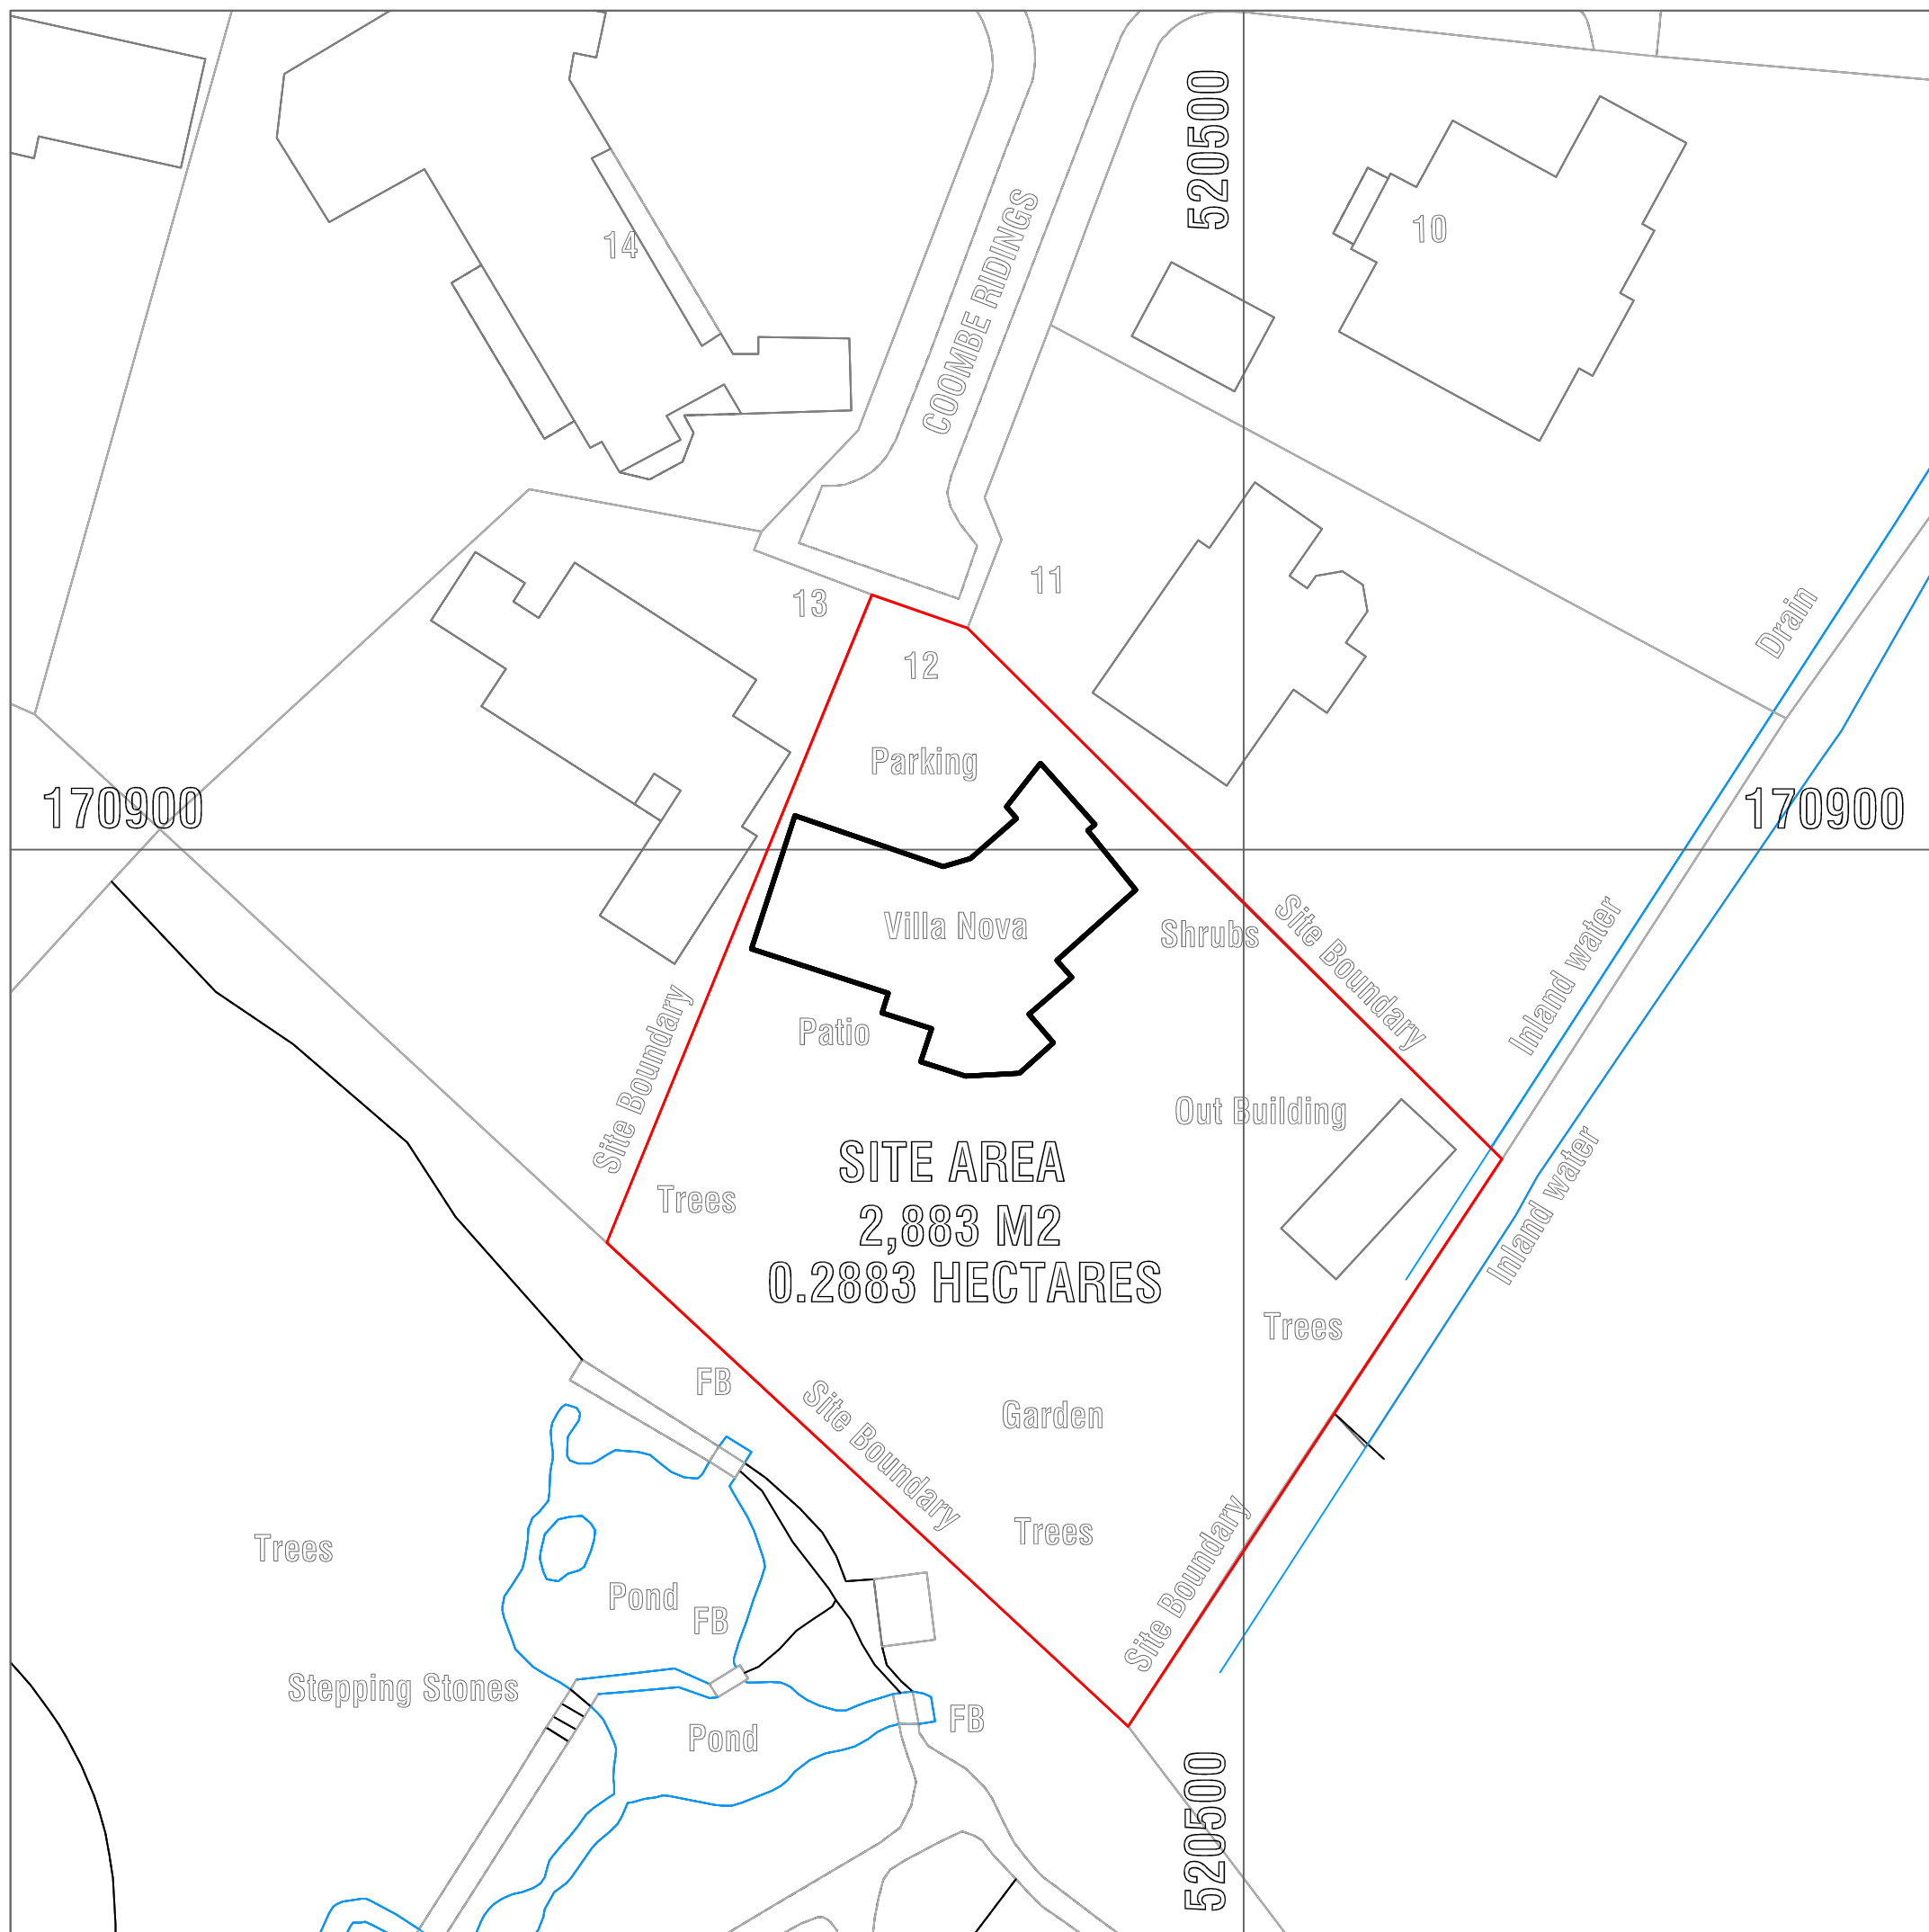 520500
14
10
COOMBE RIDINGS
13
11
12
Drain
Parking
170900
170900
Villa Nova
Shrubs
Site Boundary
Inland water
Patio
Site Boundary
Out Building
SITE AREA
2,883 M2
0.2883 HECTARES
Trees
Inland water
Trees
FB
Garden
Site Boundary
Trees
Trees
Site Boundary
Pond
FB
Stepping Stones
FB
Pond
520500